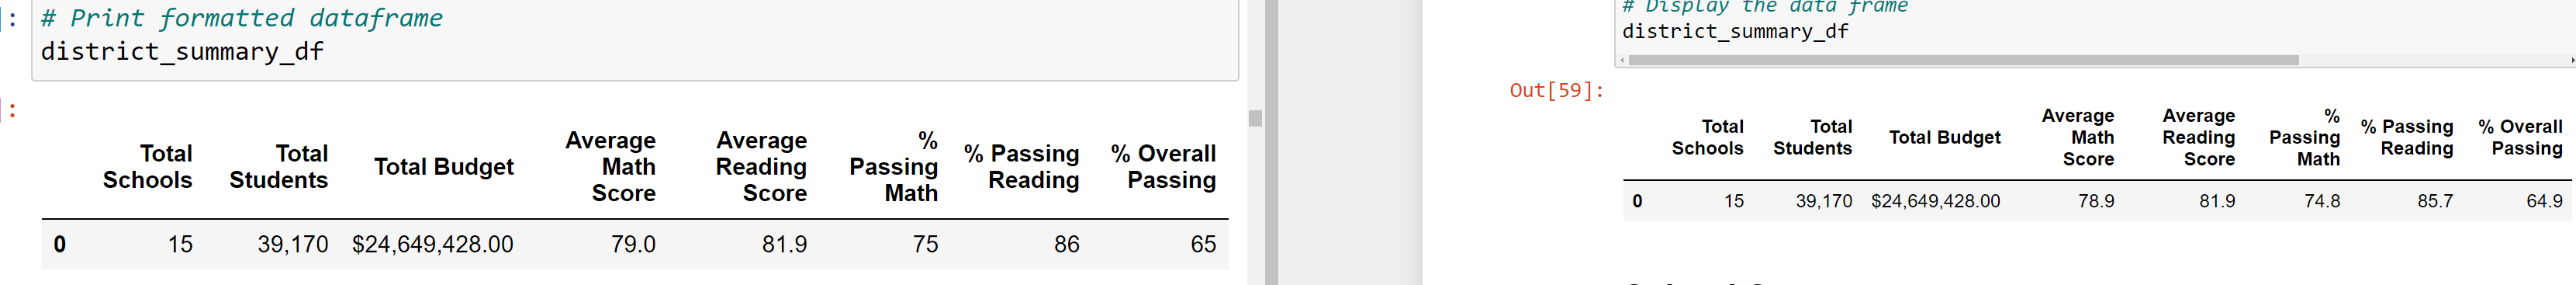 # Print formatted dataframe
district_summary_df
Total Schools Total Students Total Budget Average Math Score Average Reading Score % Passing Math % Passing Reading % Overall Passing
0 15 39,170 $24,649,428.00 79.0 81.9 75 86 65
# Display the data frame
district_summary_df
Out[59]:
Total Schools Total Students Total Budget Average Math Score Average Reading Score % Passing Math % Passing Reading % Overall Passing
0 15 39,170 $24,649,428.00 78.9 81.9 74.8 85.7 64.9